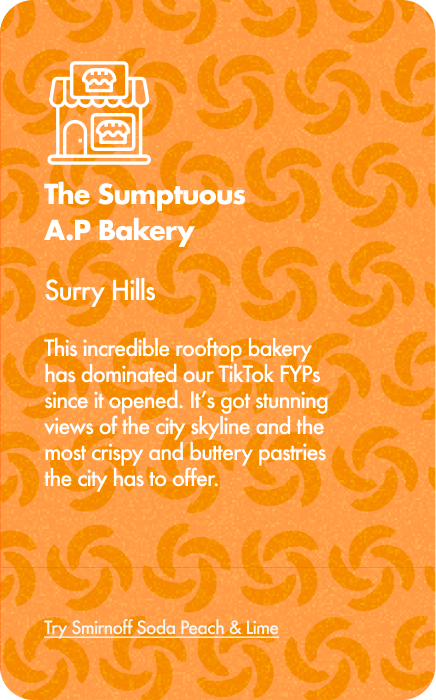 The Sumptuous
A.P Bakery
Surry Hills
This incredible rooftop bakery
has dominated our TikTok FYPs
since it opened. It’s got stunning
views of the city skyline and the
most crispy and buttery pastries
the city has to offer.
Try Smirnoff Soda Peach & Lime